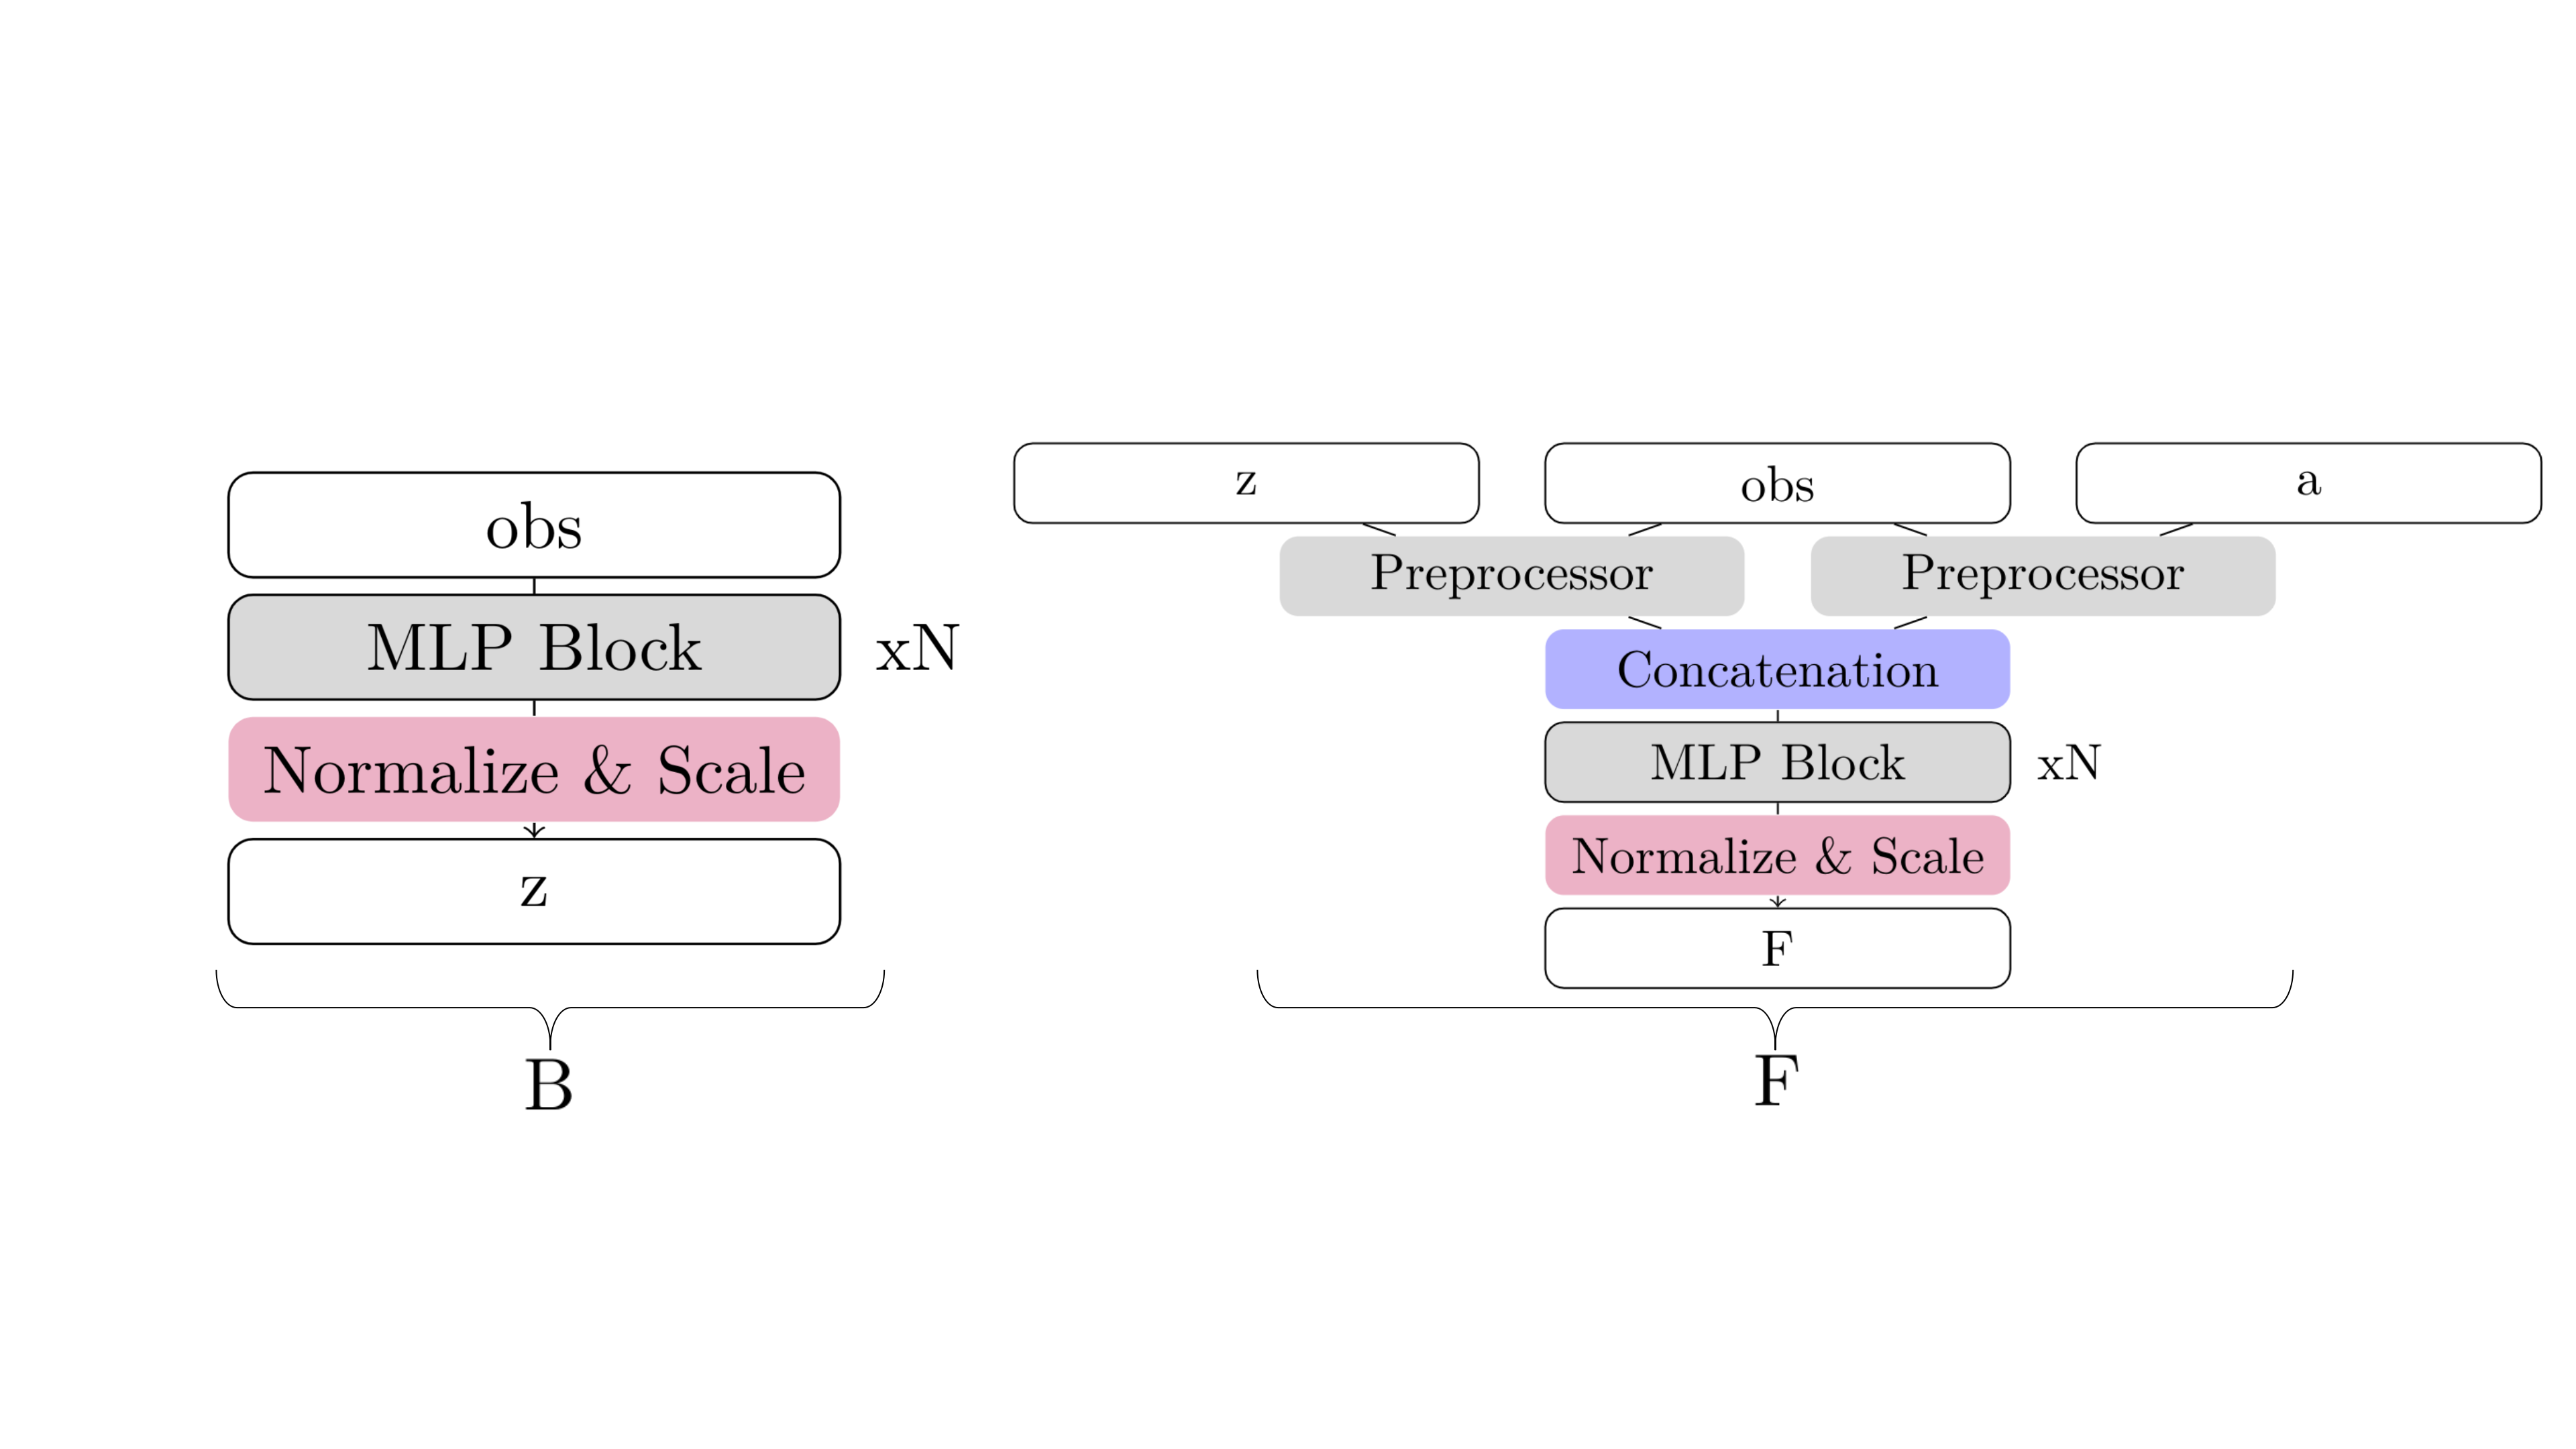 obs
MLP Block
xN
Normalize & Scale
z
B
z
obs
a
Preprocessor
Preprocessor
Concatenation
MLP Block
xN
Normalize & Scale
F
F